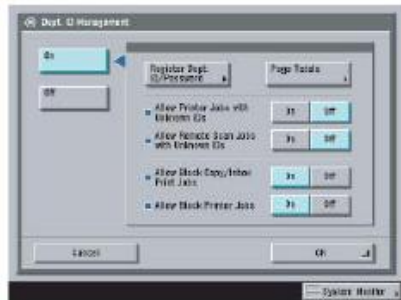 Dept. ID Management
On
Off
Register Dept.
ID/Password
Page Totals
Allow Printer Jobs with
Unknown IDs
On
Off
Allow Remote Scan Jobs
with Unknown IDs
On
Off
Allow Black Copy/Inbox
Print Jobs
On
Off
Allow Black Printer Jobs
On
Off
Cancel
OK
System Monitor